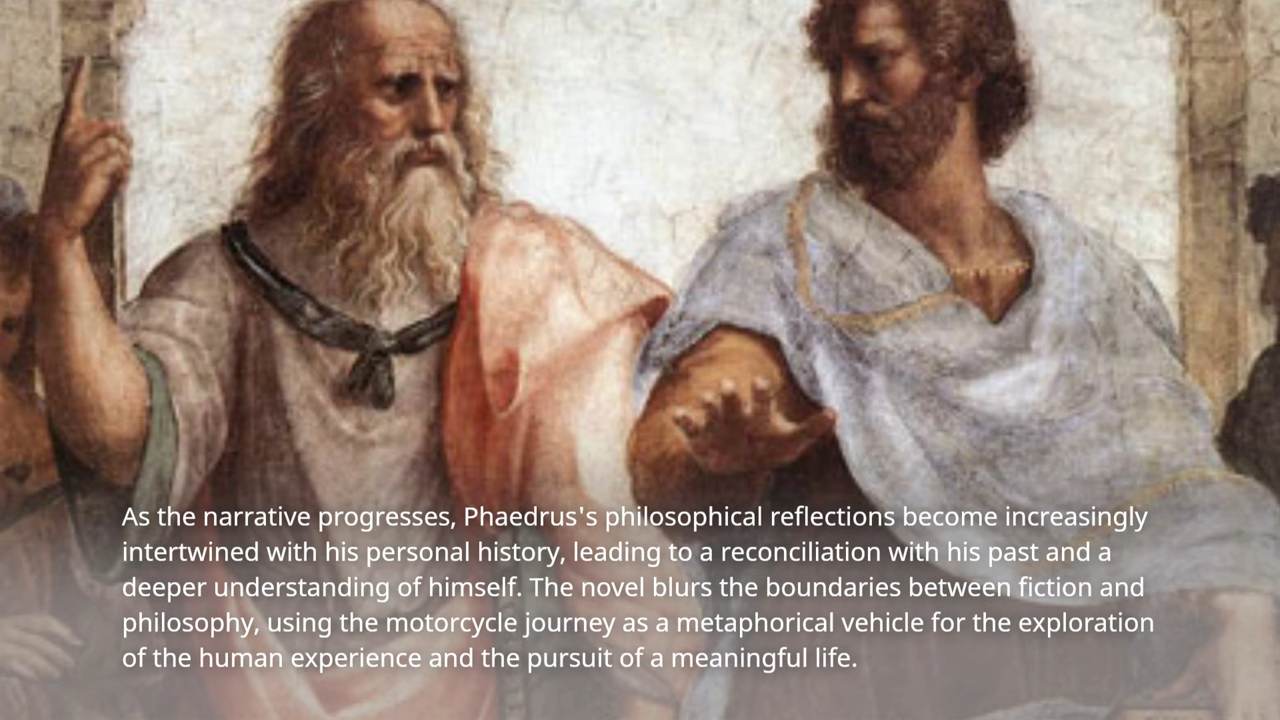 As the narrative progresses, Phaedrus's philosophical reflections become increasingly
intertwined with his personal history, leading to a reconciliation with his past and a
deeper understanding of himself. The novel blurs the boundaries between fiction and
philosophy, using the motorcycle journey as a metaphorical vehicle for the exploration
of the human experience and the pursuit of a meaningful life.